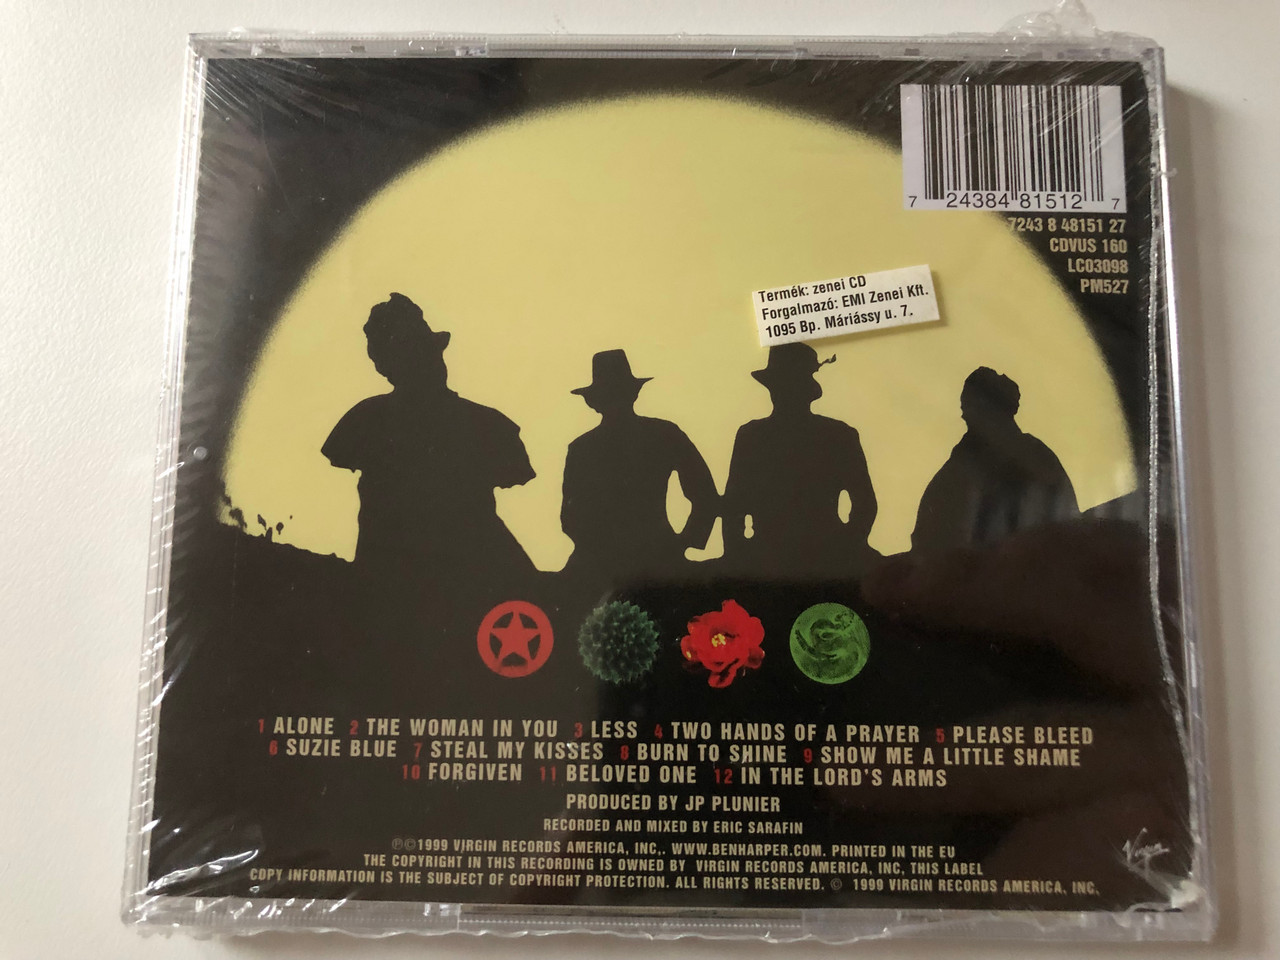 7 24384 81512 7
7243 8 48151 27
CDVUS 160
LC03098
PM527
Termék: zenei CD
Forgalmazó: EMI Zenei Kft.
1095 Bp. Máriássy u. 7.
1 ALONE 2 THE WOMAN IN YOU 3 LESS 4 TWO HANDS OF A PRAYER 5 PLEASE BLEED
6 SUZIE BLUE 7 STEAL MY KISSES 8 BURN TO SHINE 9 SHOW ME A LITTLE SHAME
10 FORGIVEN 11 BELOVED ONE 12 IN THE LORD'S ARMS
PRODUCED BY JP PLUNIER
RECORDED AND MIXED BY ERIC SARAFIN
℗©1999 VIRGIN RECORDS AMERICA, INC,. WWW.BENHARPER.COM. PRINTED IN THE EU
THE COPYRIGHT IN THIS RECORDING IS OWNED BY VIRGIN RECORDS AMERICA, INC. THIS LABEL
COPY INFORMATION IS THE SUBJECT OF COPYRIGHT PROTECTION. ALL RIGHTS RESERVED. © 1999 VIRGIN RECORDS AMERICA, INC.
Virgin